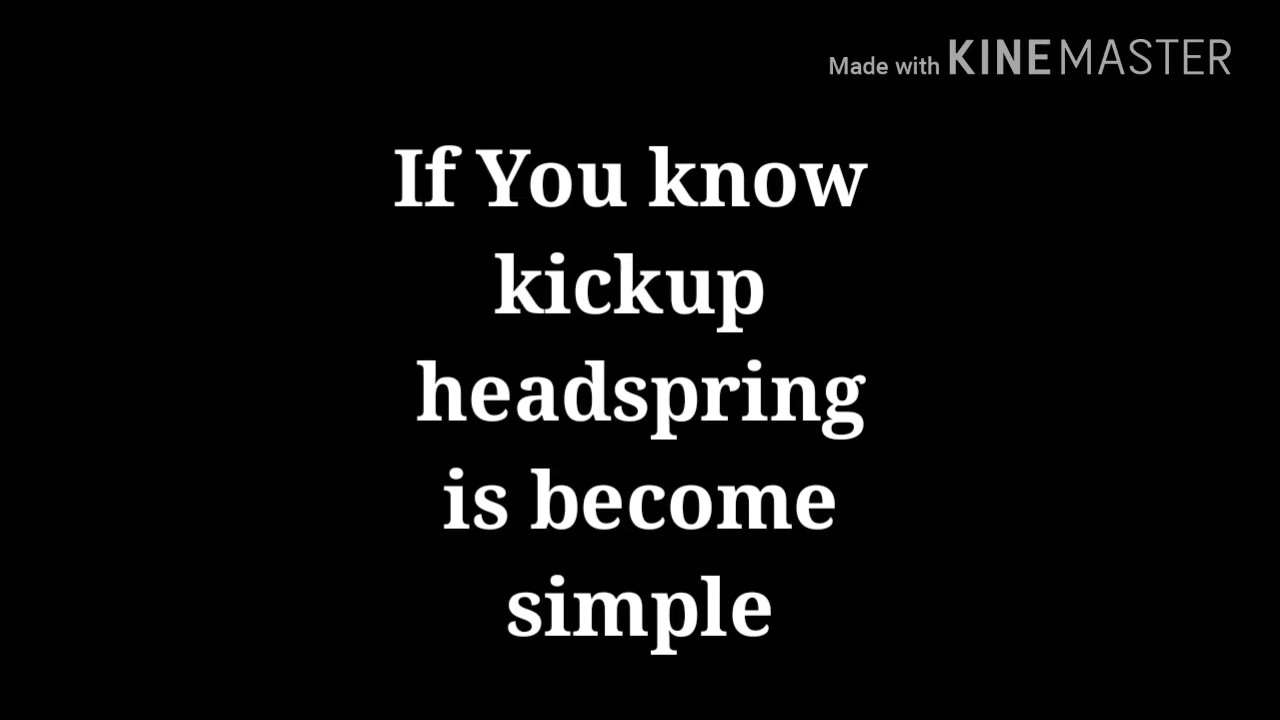 Made with KINEMASTER
If You know
kickup
headspring
is become
simple